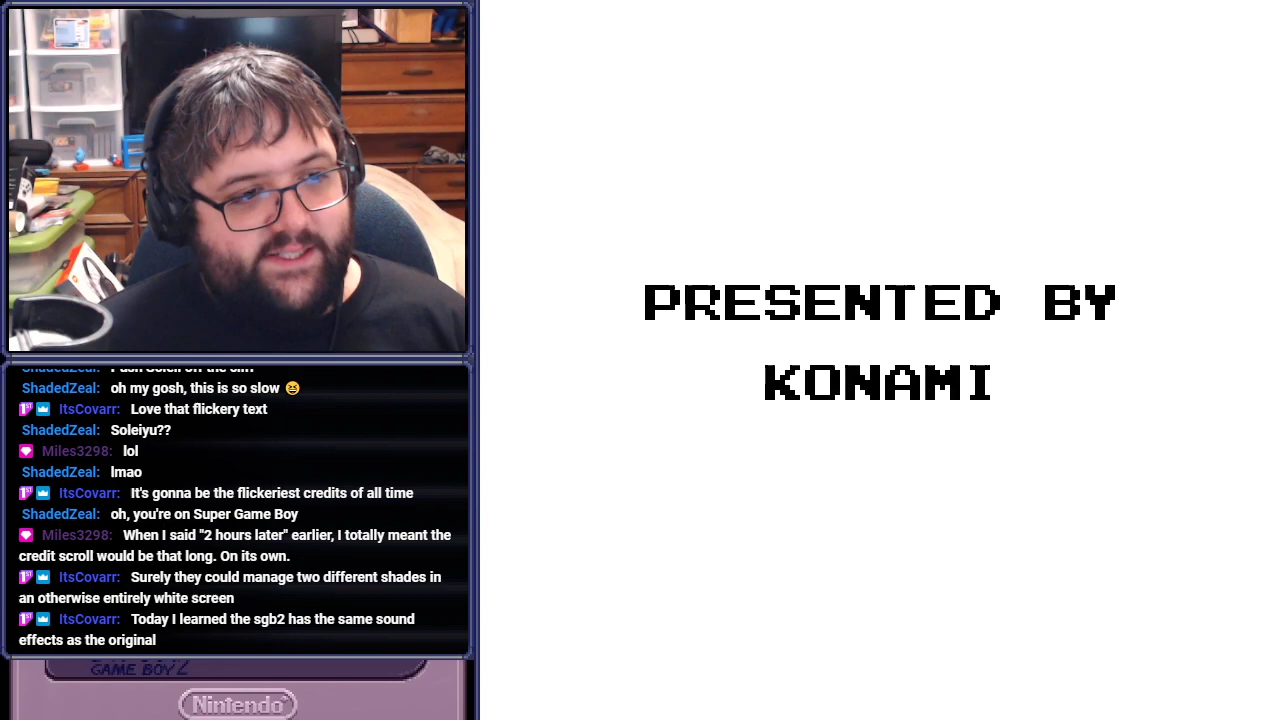 ShadedZeal: oh my gosh, this is so slow 😆
ItsCovarr: Love that flickery text
ShadedZeal: Soleiyu??
Miles3298: lol
ShadedZeal: lmao
ItsCovarr: It's gonna be the flickeriest credits of all time
ShadedZeal: oh, you're on Super Game Boy
Miles3298: When I said "2 hours later" earlier, I totally meant the
credit scroll would be that long. On its own.
ItsCovarr: Surely they could manage two different shades in
an otherwise entirely white screen
ItsCovarr: Today I learned the sgb2 has the same sound
effects as the original
GAME BOY 2
Nintendo
PRESENTED BY
KONAMI